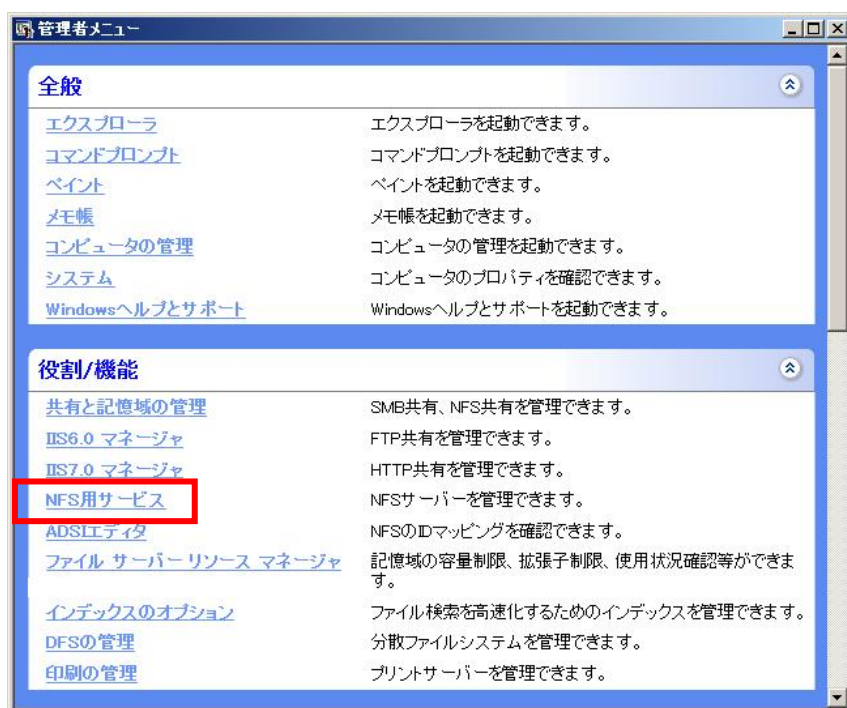 管理者メニュー
全般
エクスプローラ エクスプローラを起動できます。
コマンドプロンプト コマンドプロンプトを起動できます。
ペイント ペイントを起動できます。
メモ帳 メモ帳を起動できます。
コンピュータの管理 コンピュータの管理を起動できます。
システム コンピュータのプロパティを確認できます。
Windowsヘルプとサポート Windowsヘルプとサポートを起動できます。
役割/機能
共有と記憶域の管理 SMB共有、NFS共有を管理できます。
IIS6.0 マネージャ FTP共有を管理できます。
IIS7.0 マネージャ HTTP共有を管理できます。
NFS用サービス NFSサーバーを管理できます。
ADSIエディタ NFSのIDマッピングを確認できます。
ファイル サーバー リソース マネージャ 記憶域の容量制限、拡張子制限、使用状況確認等ができま
す。
インデックスのオプション ファイル検索を高速化するためのインデックスを管理できます。
DFSの管理 分散ファイルシステムを管理できます。
印刷の管理 プリントサーバーを管理できます。